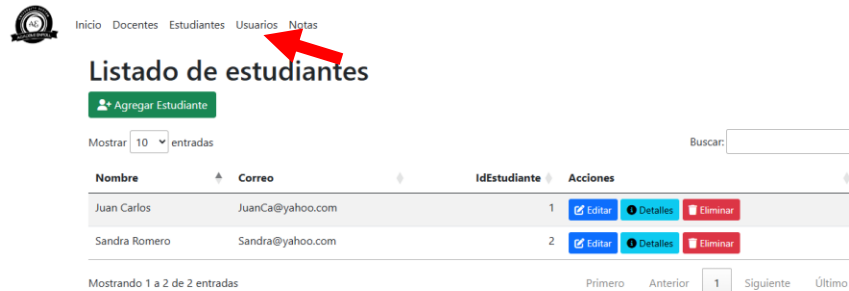 Inicio Docentes Estudiantes Usuarios Notas
Listado de estudiantes
Agregar Estudiante
Mostrar 10 entradas Buscar:
Nombre Correo IdEstudiante Acciones
Juan Carlos JuanCa@yahoo.com 1 Editar Detalles Eliminar
Sandra Romero Sandra@yahoo.com 2 Editar Detalles Eliminar
Mostrando 1 a 2 de 2 entradas Primero Anterior 1 Siguiente Último